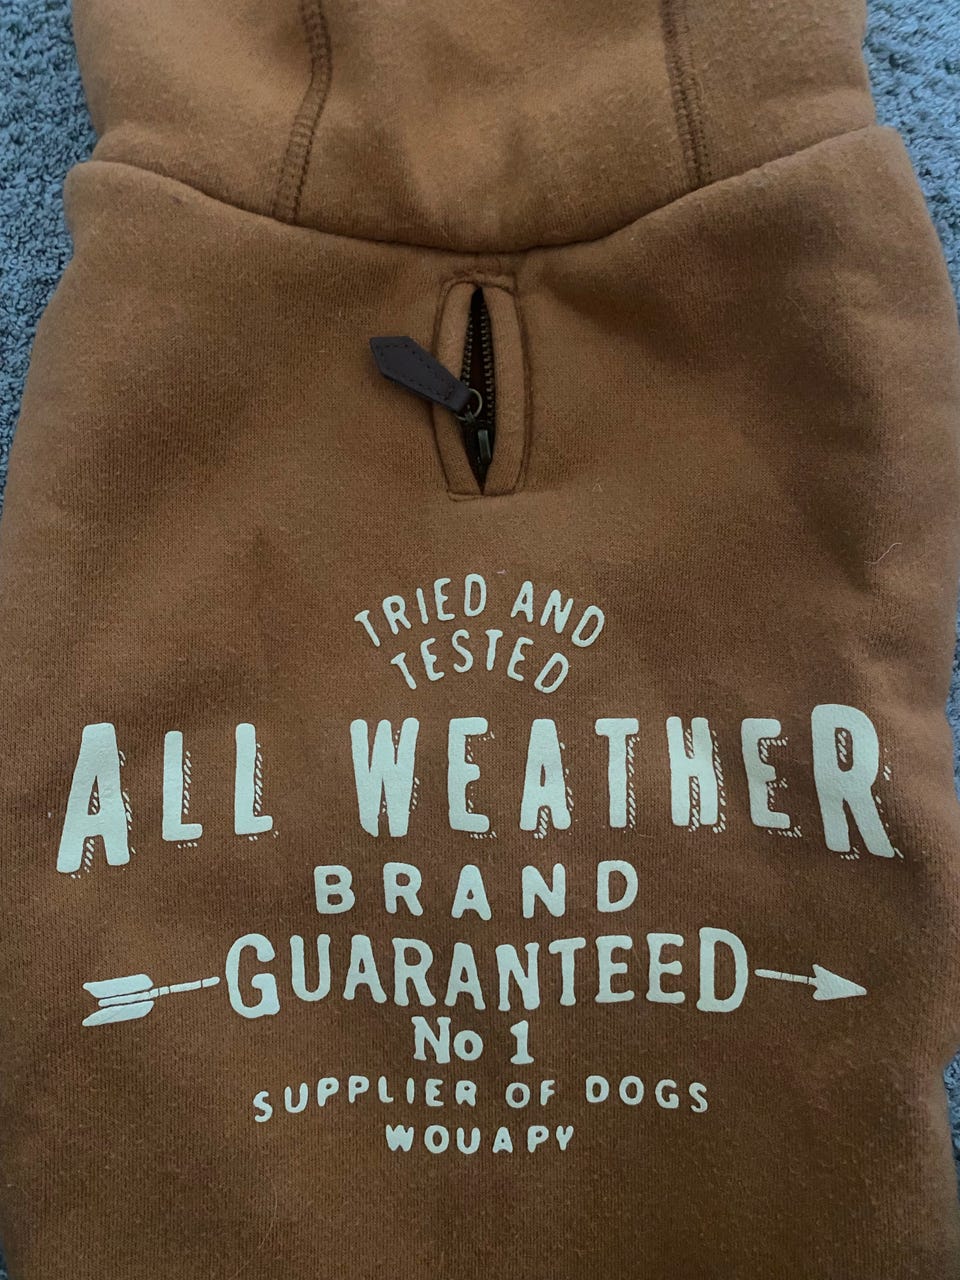 TRIED AND
TESTED
ALL WEATHER
BRAND
GUARANTEED
No 1
SUPPLIER OF DOGS
WOUAPY